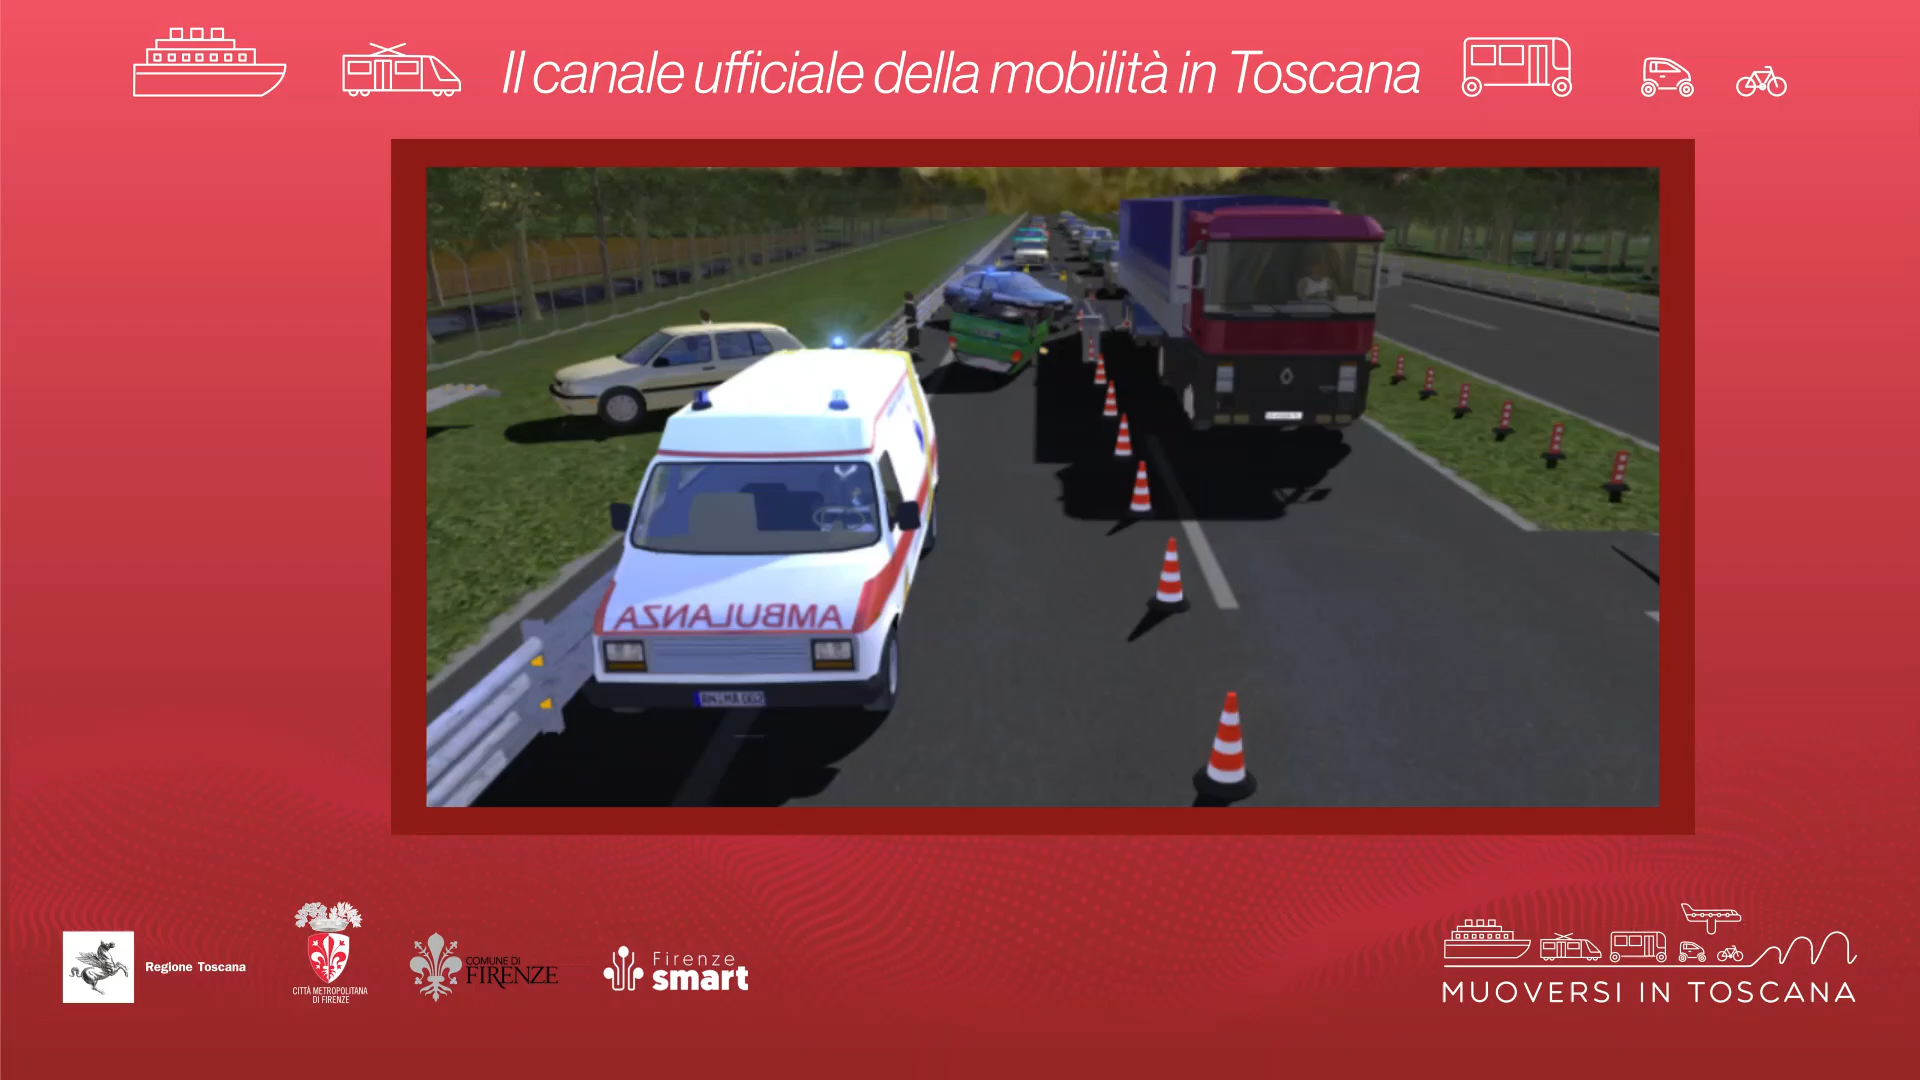 Il canale ufficiale della mobilità in Toscana
AMBULANZA
Regione Toscana
CITTÀ METROPOLITANA
DI FIRENZE
COMUNE DI
FIRENZE
Firenze
smart
MUOVERSI IN TOSCANA